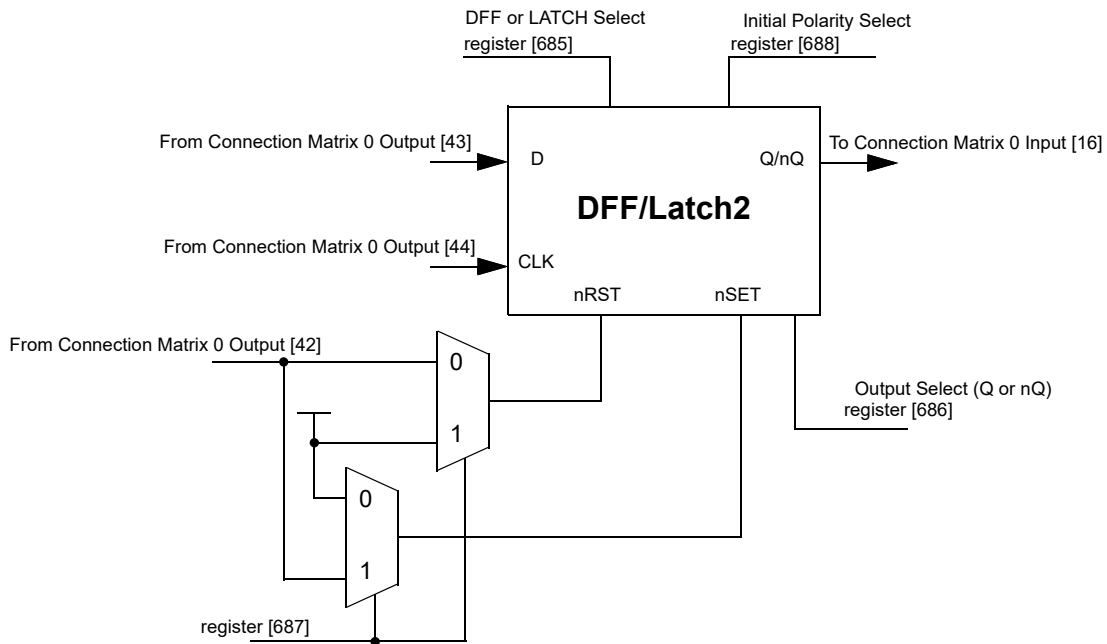 DFF or LATCH Select
register [685]
Initial Polarity Select
register [688]
From Connection Matrix 0 Output [43]
D
Q/nQ
To Connection Matrix 0 Input [16]
DFF/Latch2
From Connection Matrix 0 Output [44]
CLK
nRST
nSET
From Connection Matrix 0 Output [42]
0
1
Output Select (Q or nQ)
register [686]
0
1
register [687]